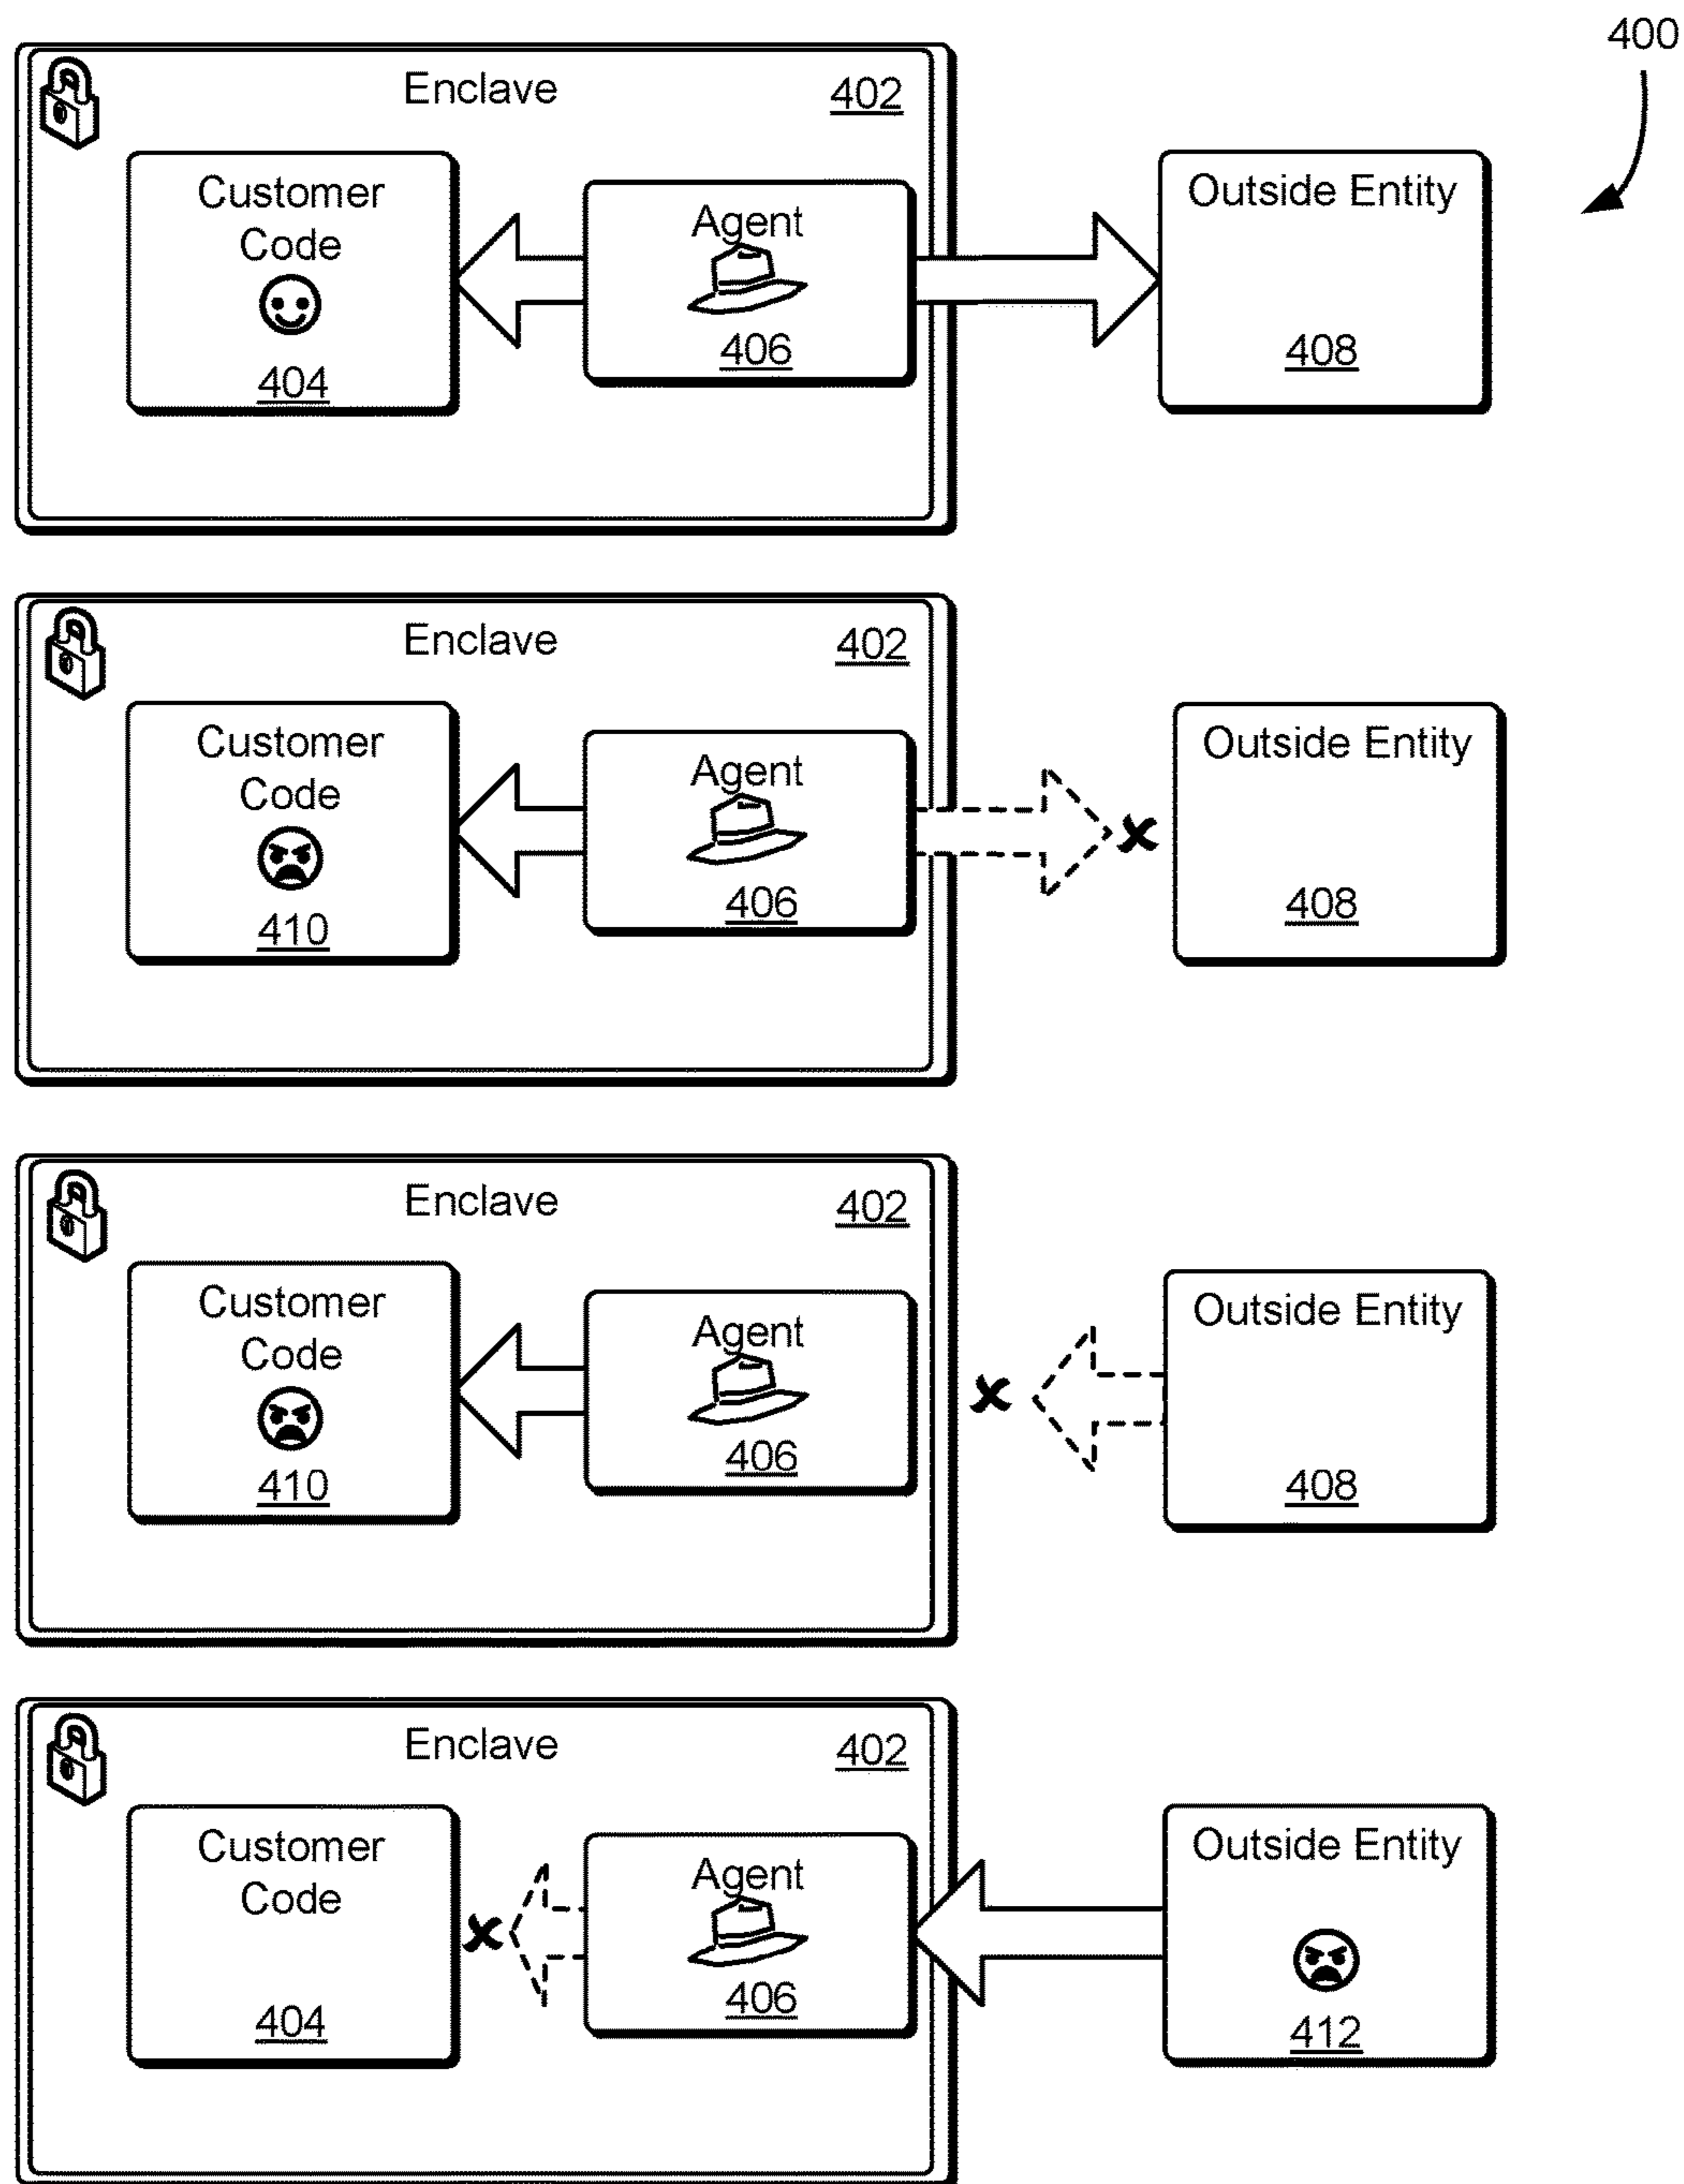 400
Enclave 402
Customer
Code
404
Agent
406
Outside Entity
408
Enclave 402
Customer
Code
410
Agent
406
Outside Entity
408
Enclave 402
Customer
Code
410
Agent
406
Outside Entity
408
Enclave 402
Customer
Code
404
Agent
406
Outside Entity
412